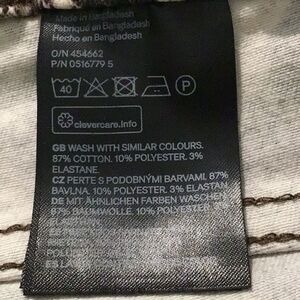 Made in Bangladesh
Fabriqué en Bangladesh
Hecho en Bangladesh
O/N 454662
P/N 0516779 5
40
P
clevercare.info
GB WASH WITH SIMILAR COLOURS.
87% COTTON. 10% POLYESTER. 3%
ELASTANE.
CZ PERTE S PODOBNÝMI BARVAMI. 87%
BAVLNA. 10% POLYESTER. 3% ELASTAN.
DE MIT ÄHNLICHEN FARBEN WASCHEN.
87% BAUMWOLLE. 10% POLYESTER.